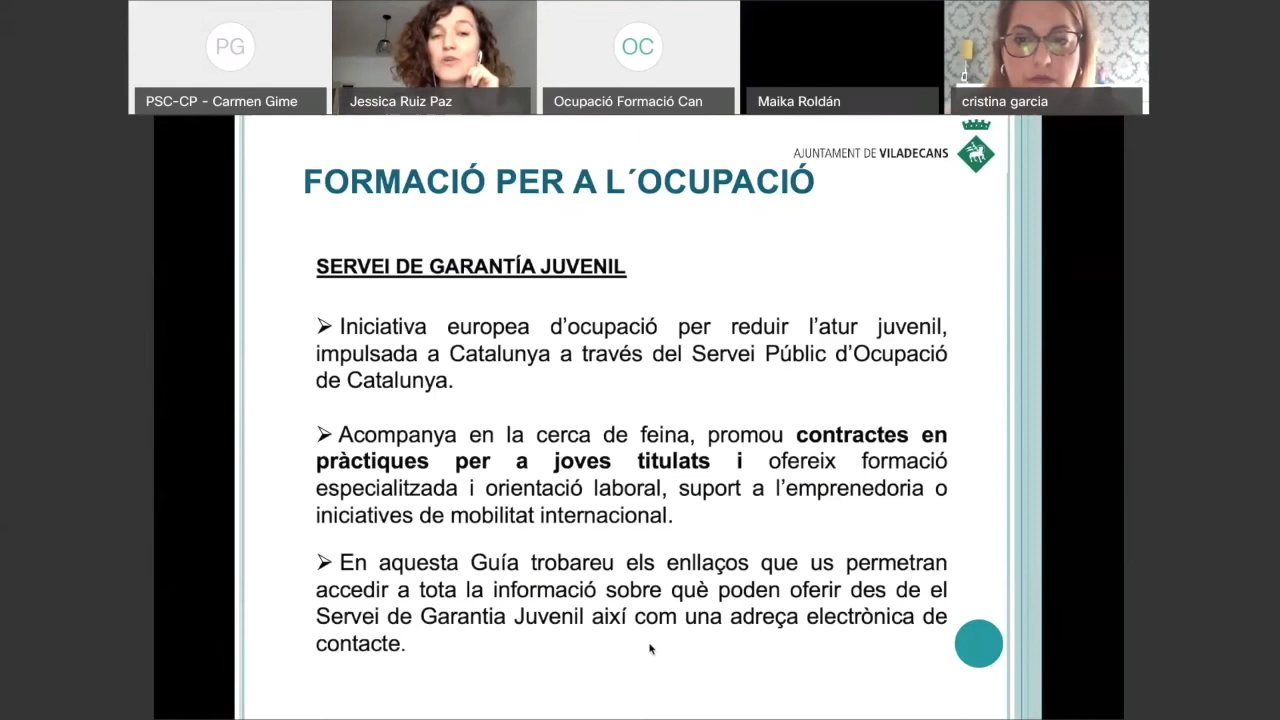 PG
OC
PSC-CP - Carmen Gime
Jessica Ruiz Paz
Ocupació Formació Can
Maika Roldán
cristina garcia
AJUNTAMENT DE VILADECANS
FORMACIÓ PER A L´OCUPACIÓ
SERVEI DE GARANTÍA JUVENIL
➢ Iniciativa europea d’ocupació per reduir l’atur juvenil,
impulsada a Catalunya a través del Servei Públic d’Ocupació
de Catalunya.
➢ Acompanya en la cerca de feina, promou contractes en
pràctiques per a joves titulats i ofereix formació
especialitzada i orientació laboral, suport a l’emprenedoria o
iniciatives de mobilitat internacional.
➢ En aquesta Guía trobareu els enllaços que us permetran
accedir a tota la informació sobre què poden oferir des de el
Servei de Garantia Juvenil així com una adreça electrònica de
contacte.